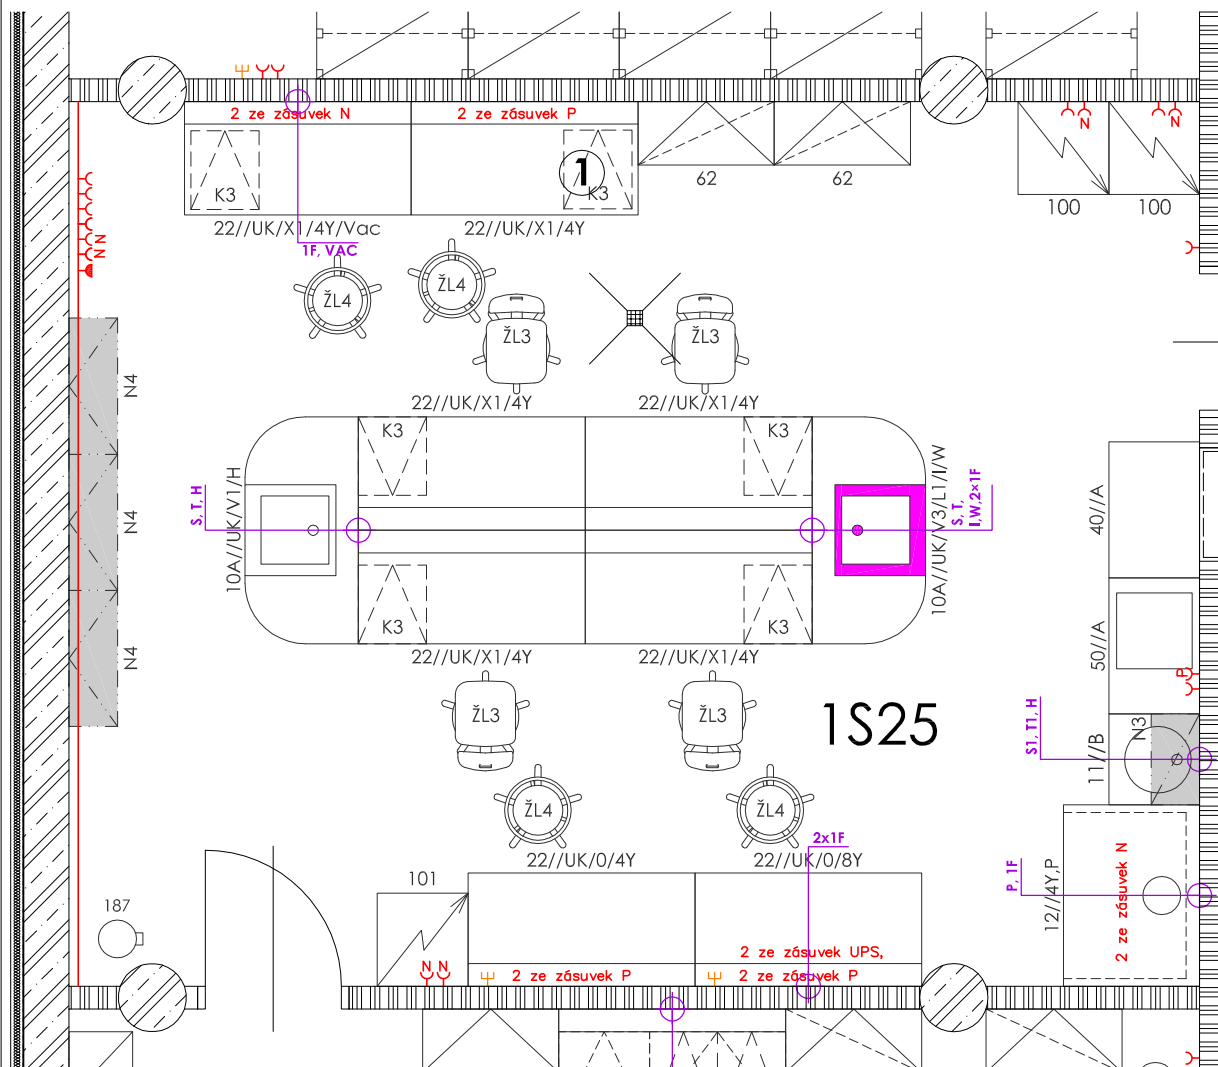 2 ze zásuvek N
2 ze zásuvek P
N
N
K3
1
K3
62
62
100
100
22//UK/X1/4Y/Vac
22//UK/X1/4Y
1F, VAC
N
N
ŽL4
ŽL4
ŽL3
ŽL3
N4
N4
N4
22//UK/X1/4Y
22//UK/X1/4Y
K3
K3
S, T, H
10A//UK/V1/H
10A//UK/V3/L1/I/W
S, T,
I,W,2×1F
40//A
K3
K3
50//A
22//UK/X1/4Y
22//UK/X1/4Y
P
ŽL3
ŽL3
1S25
S1, T1, H
N3
11//B
ŽL4
ŽL4
2x1F
22//UK/0/4Y
22//UK/0/8Y
P, 1F
12//4Y,P
2 ze zásuvek N
101
187
N N
2 ze zásuvek P
2 ze zásuvek UPS,
2 ze zásuvek P